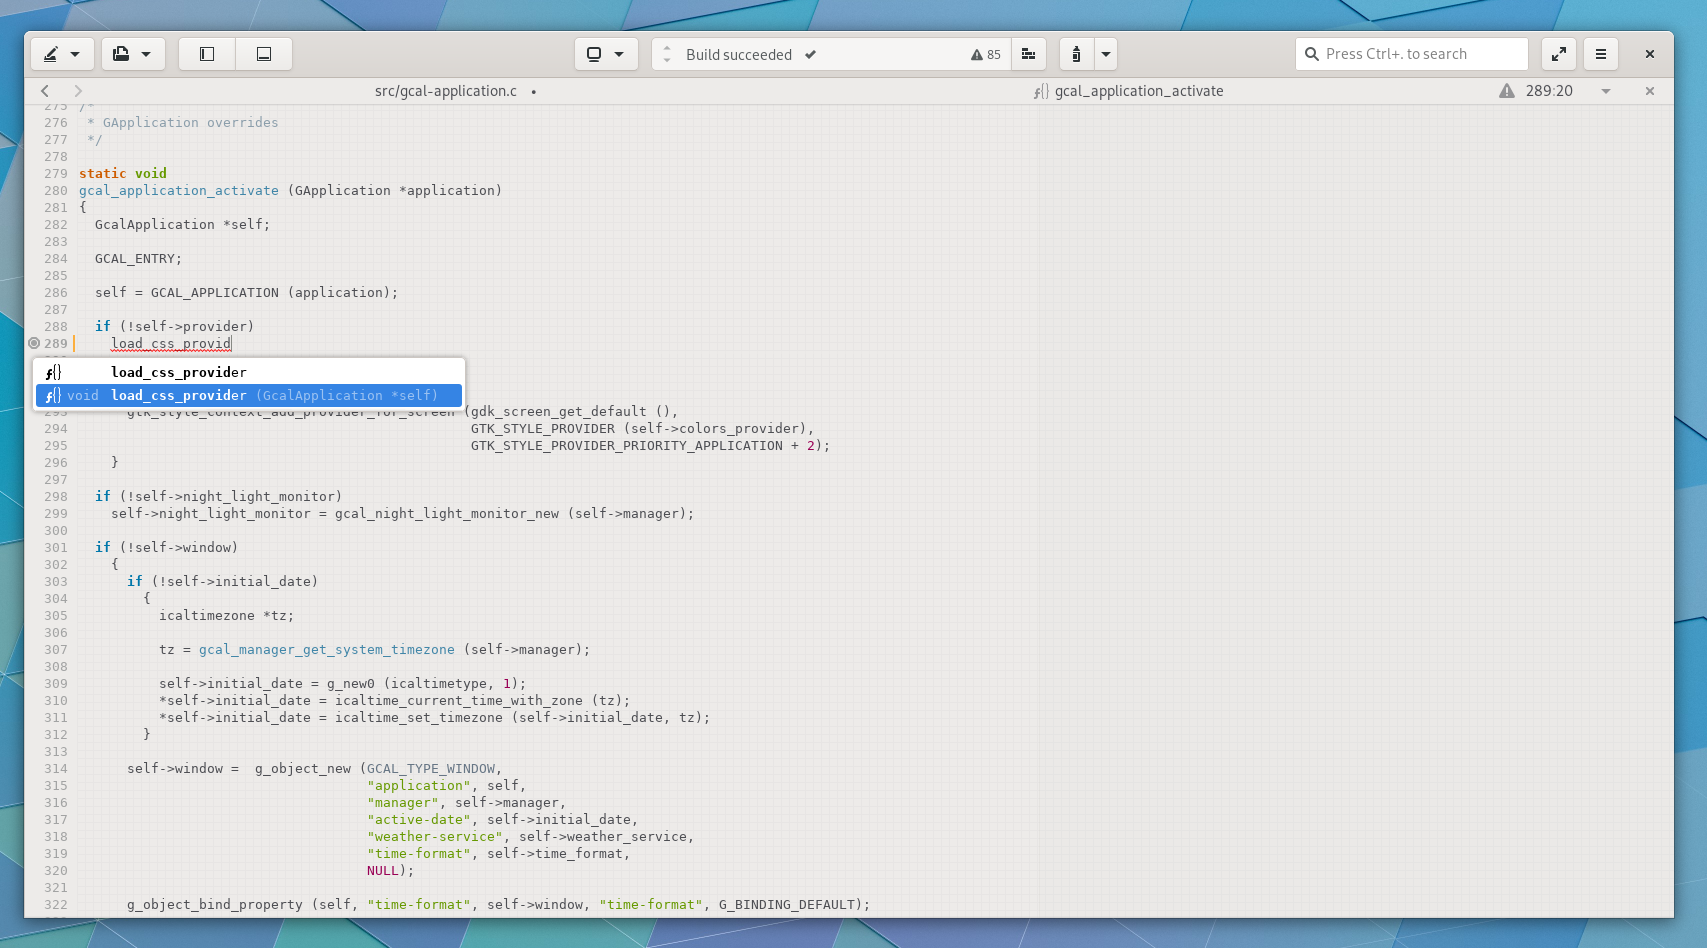 Build succeeded
85
Press Ctrl+. to search
src/gcal-application.c •
gcal_application_activate
289:20
275 /*
276  * GApplication overrides
277  */
278
279 static void
280 gcal_application_activate (GApplication *application)
281 {
282   GcalApplication *self;
283
284   GCAL_ENTRY;
285
286   self = GCAL_APPLICATION (application);
287
288   if (!self->provider)
289     load_css_provid
load_css_provider
void load_css_provider (GcalApplication *self)
293       gtk_style_context_add_provider_for_screen (gdk_screen_get_default (),
294                                                  GTK_STYLE_PROVIDER (self->colors_provider),
295                                                  GTK_STYLE_PROVIDER_PRIORITY_APPLICATION + 2);
296     }
297
298   if (!self->night_light_monitor)
299     self->night_light_monitor = gcal_night_light_monitor_new (self->manager);
300
301   if (!self->window)
302     {
303       if (!self->initial_date)
304         {
305           icaltimezone *tz;
306
307           tz = gcal_manager_get_system_timezone (self->manager);
308
309           self->initial_date = g_new0 (icaltimetype, 1);
310           *self->initial_date = icaltime_current_time_with_zone (tz);
311           *self->initial_date = icaltime_set_timezone (self->initial_date, tz);
312         }
313
314       self->window =  g_object_new (GCAL_TYPE_WINDOW,
315                                     "application", self,
316                                     "manager", self->manager,
317                                     "active-date", self->initial_date,
318                                     "weather-service", self->weather_service,
319                                     "time-format", self->time_format,
320                                     NULL);
321
322       g_object_bind_property (self, "time-format", self->window, "time-format", G_BINDING_DEFAULT);